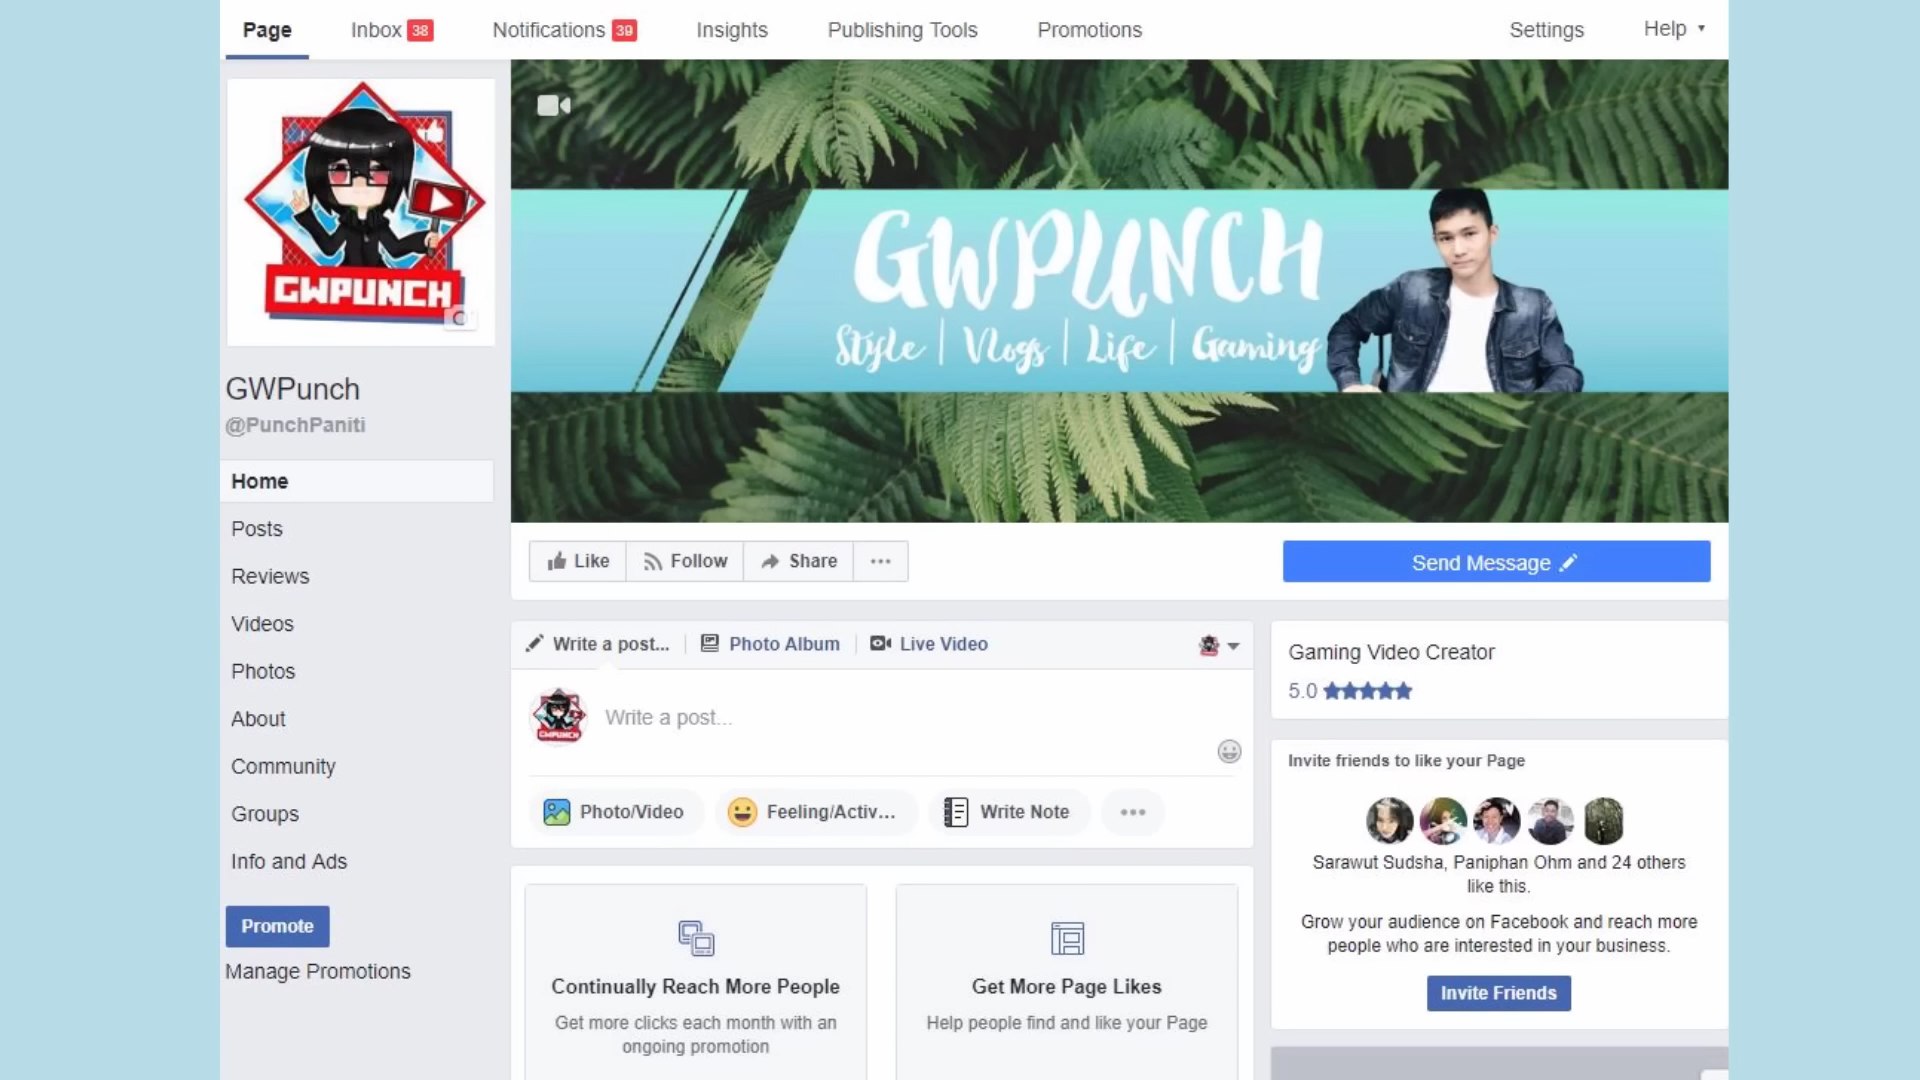 Page
Inbox 38
Notifications 39
Insights
Publishing Tools
Promotions
Settings
Help
GWPUNCH
GWPunch
@PunchPaniti
Home
Posts
Reviews
Videos
Photos
About
Community
Groups
Info and Ads
Promote
Manage Promotions
GWPUNCH
Style | Vlogs | Life | Gaming
Like
Follow
Share
Send Message
Write a post...
Photo Album
Live Video
GWPUNCH
Write a post...
Photo/Video
Feeling/Activ...
Write Note
Continually Reach More People
Get more clicks each month with an
ongoing promotion
Get More Page Likes
Help people find and like your Page
Gaming Video Creator
5.0
Invite friends to like your Page
Sarawut Sudsha, Paniphan Ohm and 24 others
like this.
Grow your audience on Facebook and reach more
people who are interested in your business.
Invite Friends